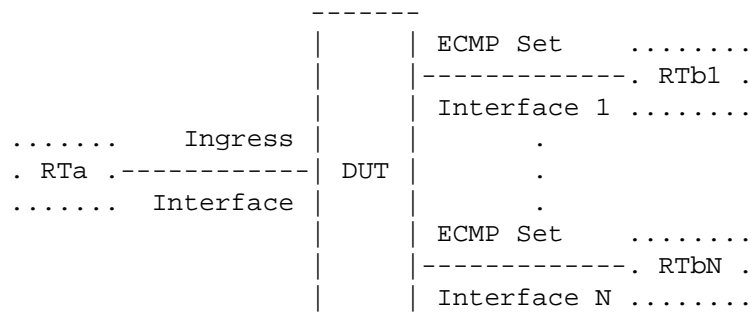 -------
|       | ECMP Set     ........
|       |-------------. RTb1 .
|       | Interface 1 ........
.......    Ingress |       |        .
. RTa .------------|  DUT  |        .
.......  Interface |       |        .
|       | ECMP Set     ........
|       |-------------. RTbN .
|       | Interface N ........